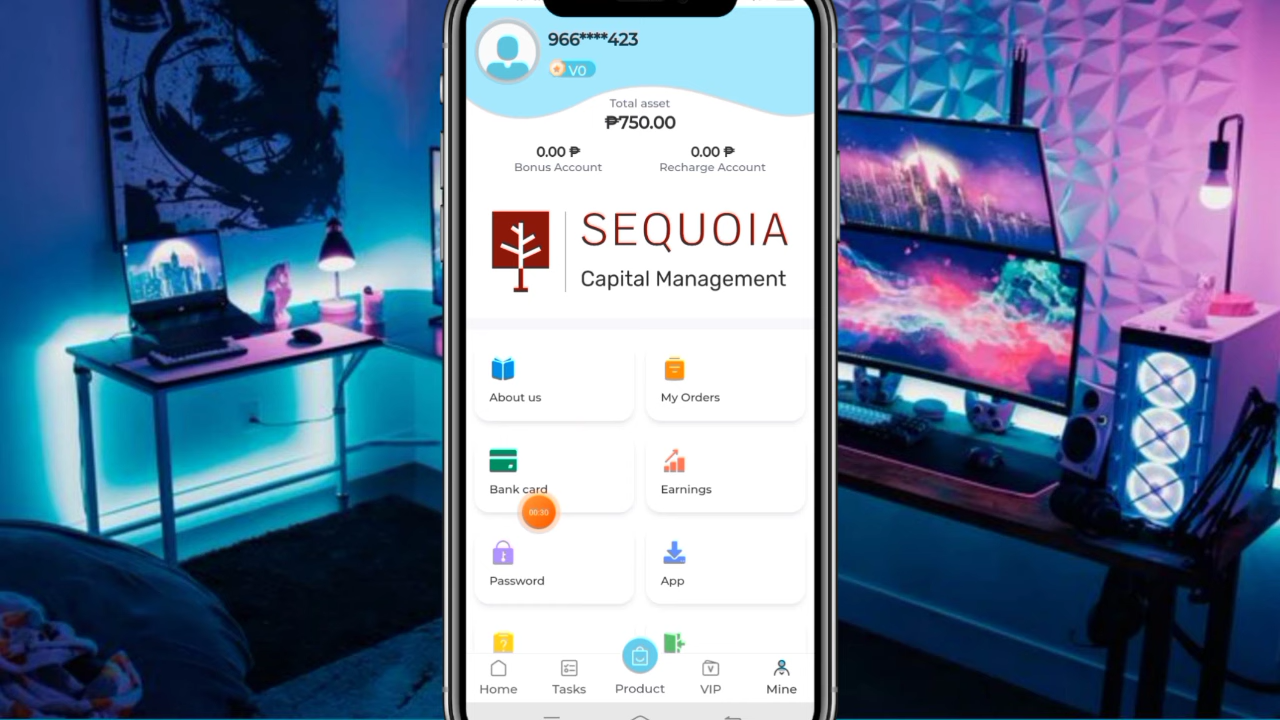 966****423
V0
Total asset
₱750.00
0.00 ₱
Bonus Account
0.00 ₱
Recharge Account
SEQUOIA
Capital Management
About us
My Orders
Bank card
Earnings
00:30
Password
App
Home
Tasks
Product
VIP
Mine